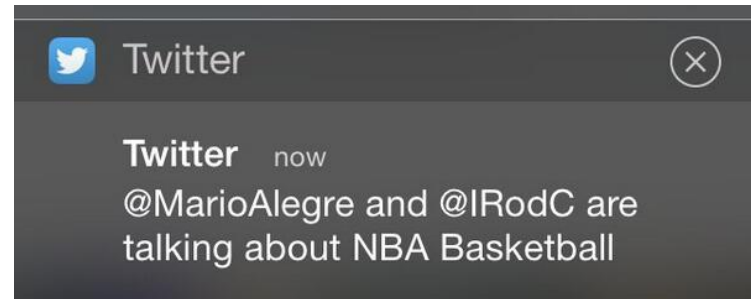 Twitter
Twitter now
@MarioAlegre and @IRodC are
talking about NBA Basketball